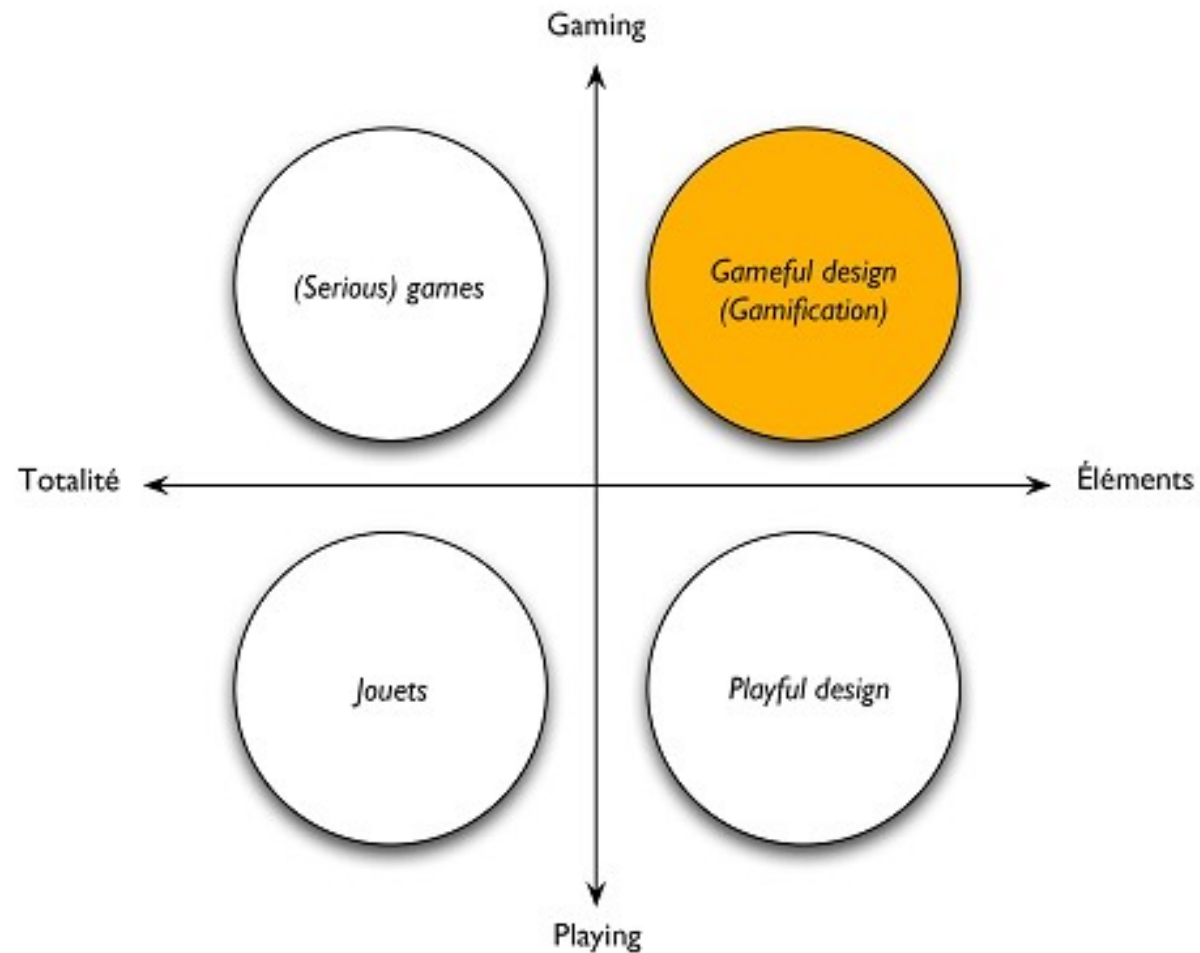 Gaming
(Serious) games
Gameful design
(Gamification)
Totalité
Éléments
Jouets
Playful design
Playing